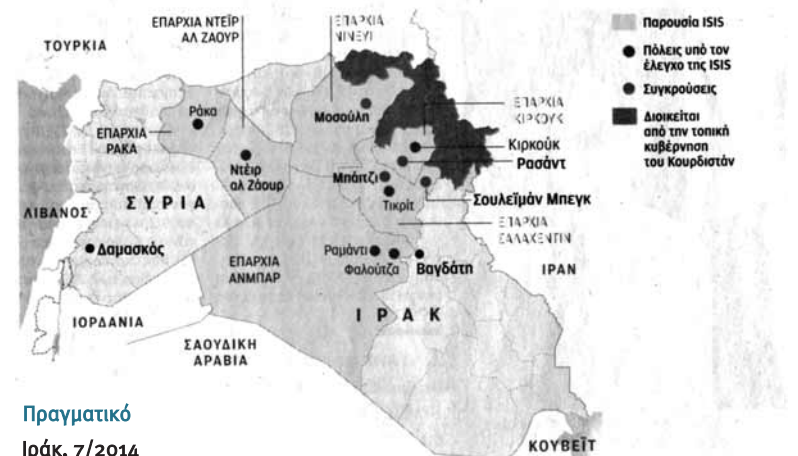 ΤΟΥΡΚΙΑ
ΕΠΑΡΧΙΑ ΝΤΕΪΡ
ΑΛ ΖΑΟΥΡ
ΕΠΑΡΧΙΑ
ΝΙΝΕΥΙ
Παρουσία ISIS
Πόλεις υπό τον
έλεγχο της ISIS
Συγκρούσεις
Διοικείται
από την τοπική
κυβέρνηση
του Κουρδιστάν
Ράκα
ΕΠΑΡΧΙΑ
ΡΑΚΑ
Μοσούλη
ΕΠΑΡΧΙΑ
ΚΙΡΚΟΥΚ
Ντέιρ
αλ Ζάουρ
Κιρκούκ
Ρασάντ
Μπάιτζι
Τικρίτ
Σουλεϊμάν Μπεγκ
ΛΙΒΑΝΟΣ
ΣΥΡΙΑ
ΕΠΑΡΧΙΑ
ΣΑΛΑΧΕΝΤΙΝ
Δαμασκός
ΕΠΑΡΧΙΑ
ΑΝΜΠΑΡ
Ραμάντι
Φαλούτζα
Βαγδάτη
ΙΡΑΝ
ΙΟΡΔΑΝΙΑ
ΙΡΑΚ
ΣΑΟΥΔΙΚΗ
ΑΡΑΒΙΑ
Πραγματικό
Ιράκ, 7/2014
ΚΟΥΒΕΪΤ